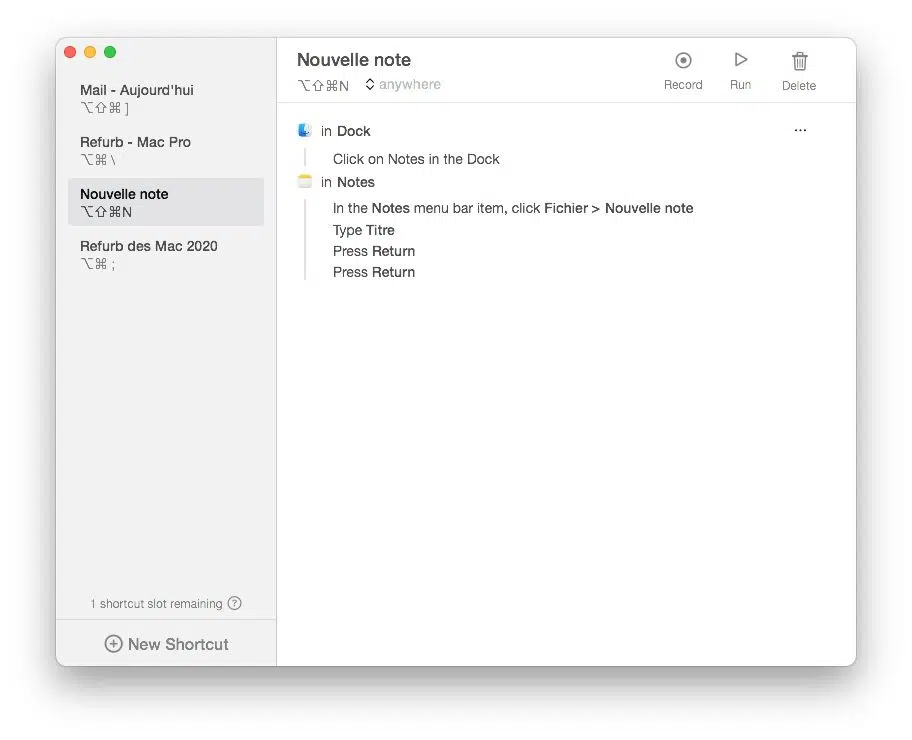 Mail - Aujourd'hui
⌥⇧⌘ ]
Refurb - Mac Pro
⌥⌘ \
Nouvelle note
⌥⇧⌘N
Refurb des Mac 2020
⌥⌘ ;
1 shortcut slot remaining ?
New Shortcut
Nouvelle note
⌥⇧⌘N anywhere
Record Run Delete
in Dock
Click on Notes in the Dock
in Notes
In the Notes menu bar item, click Fichier > Nouvelle note
Type Titre
Press Return
Press Return